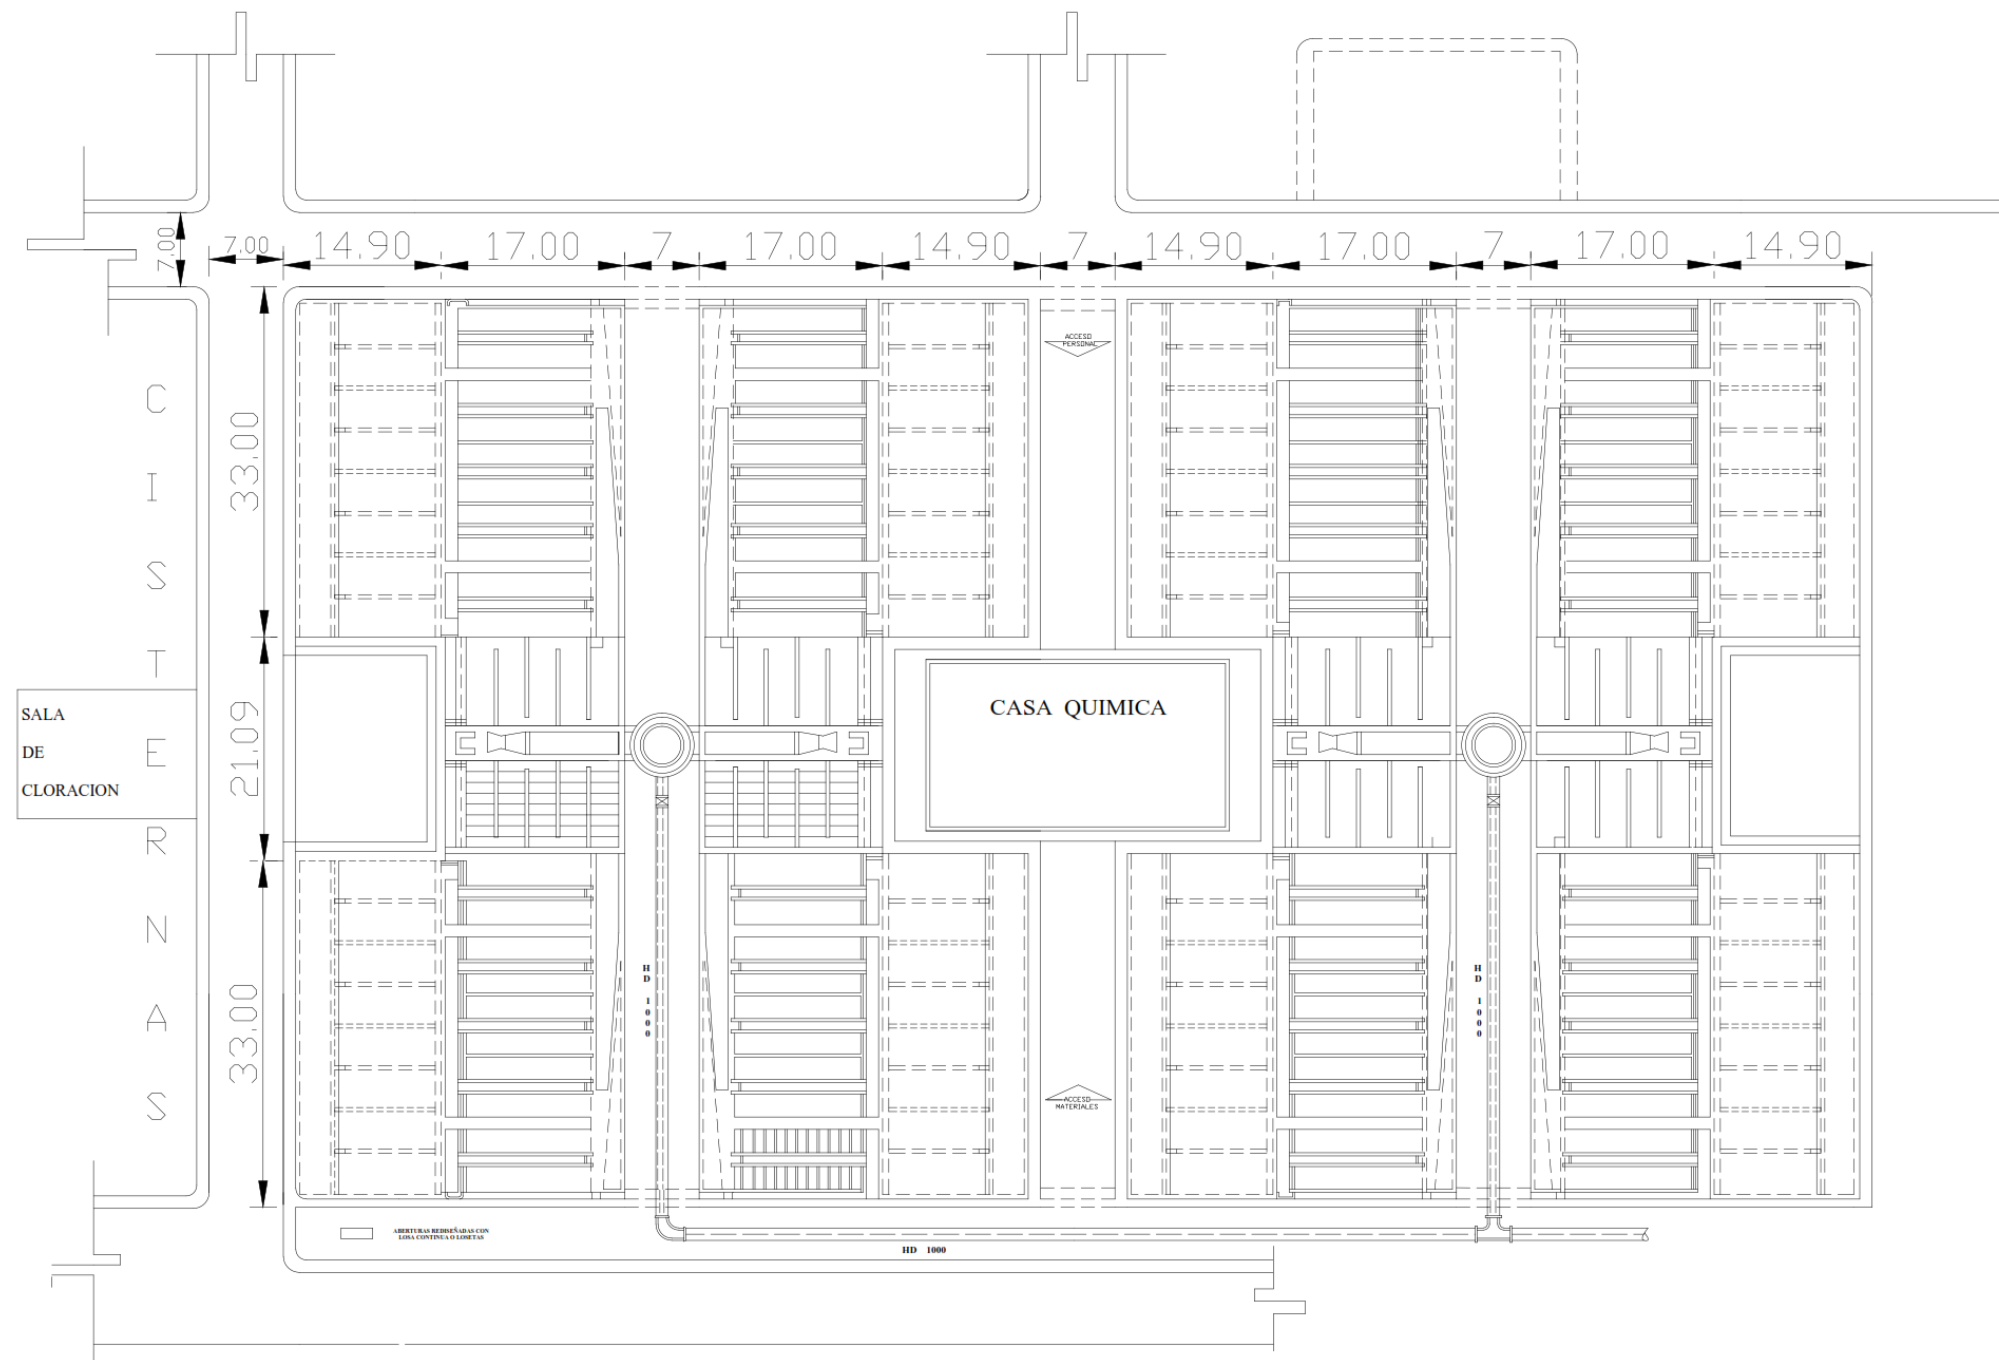 7.00
7.00
14.90
17.00
7
17.00
14.90
7
14.90
17.00
7
17.00
14.90
ACCESO
PERSONAL
33.00
21.09
33.00
CISTERNAS
SALA
DE
CLORACION
CASA QUIMICA
HD 1000
HD 1000
ACCESO
MATERIALES
ABERTURAS REDISEÑADAS CON
LOSA CONTINUA O LOSETAS
HD 1000